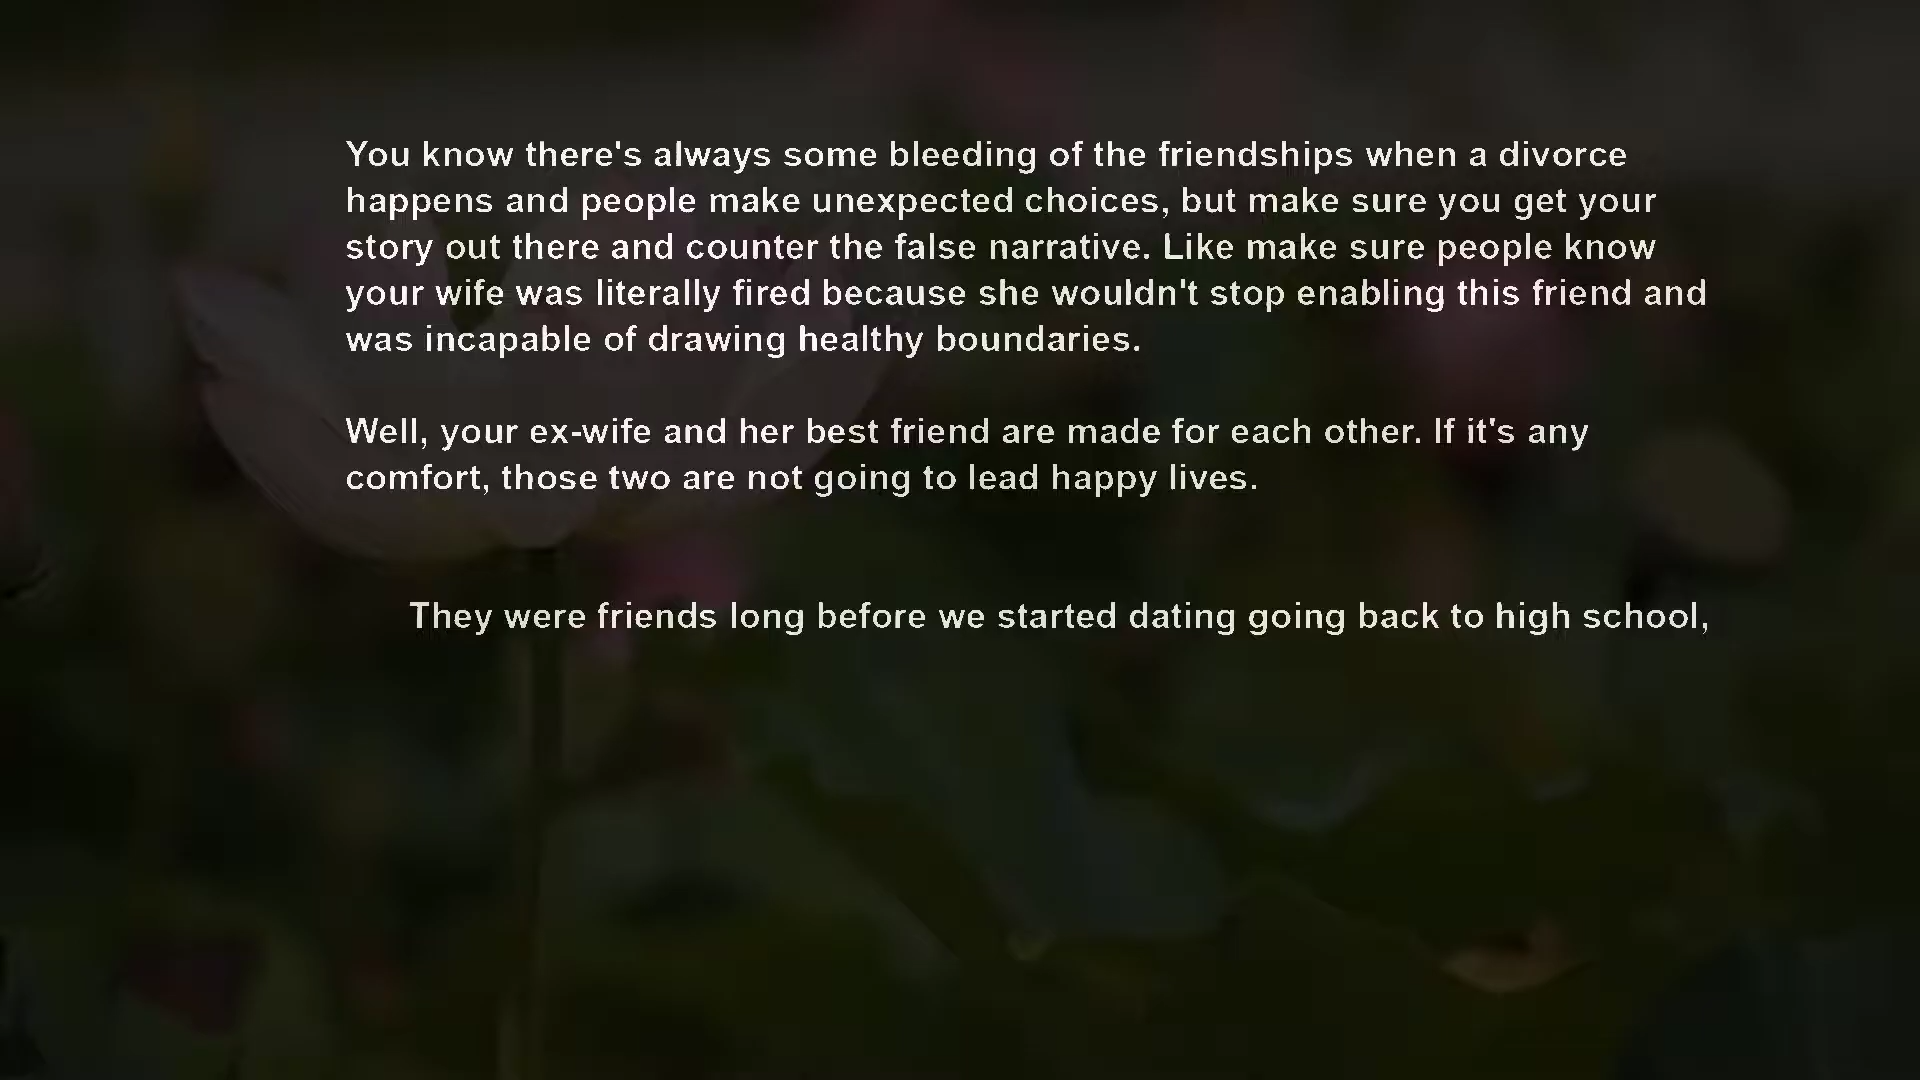 You know there's always some bleeding of the friendships when a divorce
happens and people make unexpected choices, but make sure you get your
story out there and counter the false narrative. Like make sure people know
your wife was literally fired because she wouldn't stop enabling this friend and
was incapable of drawing healthy boundaries.
Well, your ex-wife and her best friend are made for each other. If it's any
comfort, those two are not going to lead happy lives.
They were friends long before we started dating going back to high school,